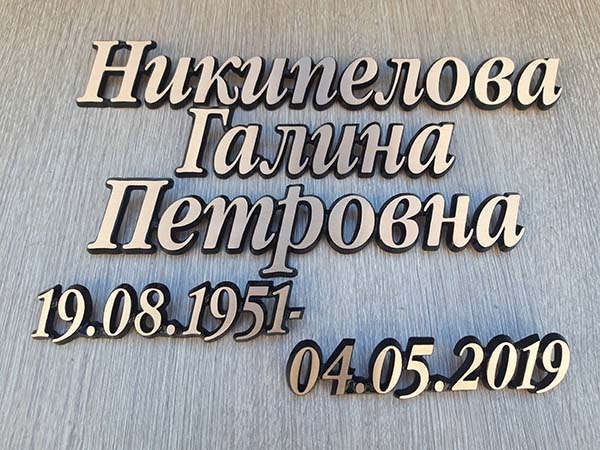 Никипелова
Галина
Петровна
19.08.1951-
04.05.2019